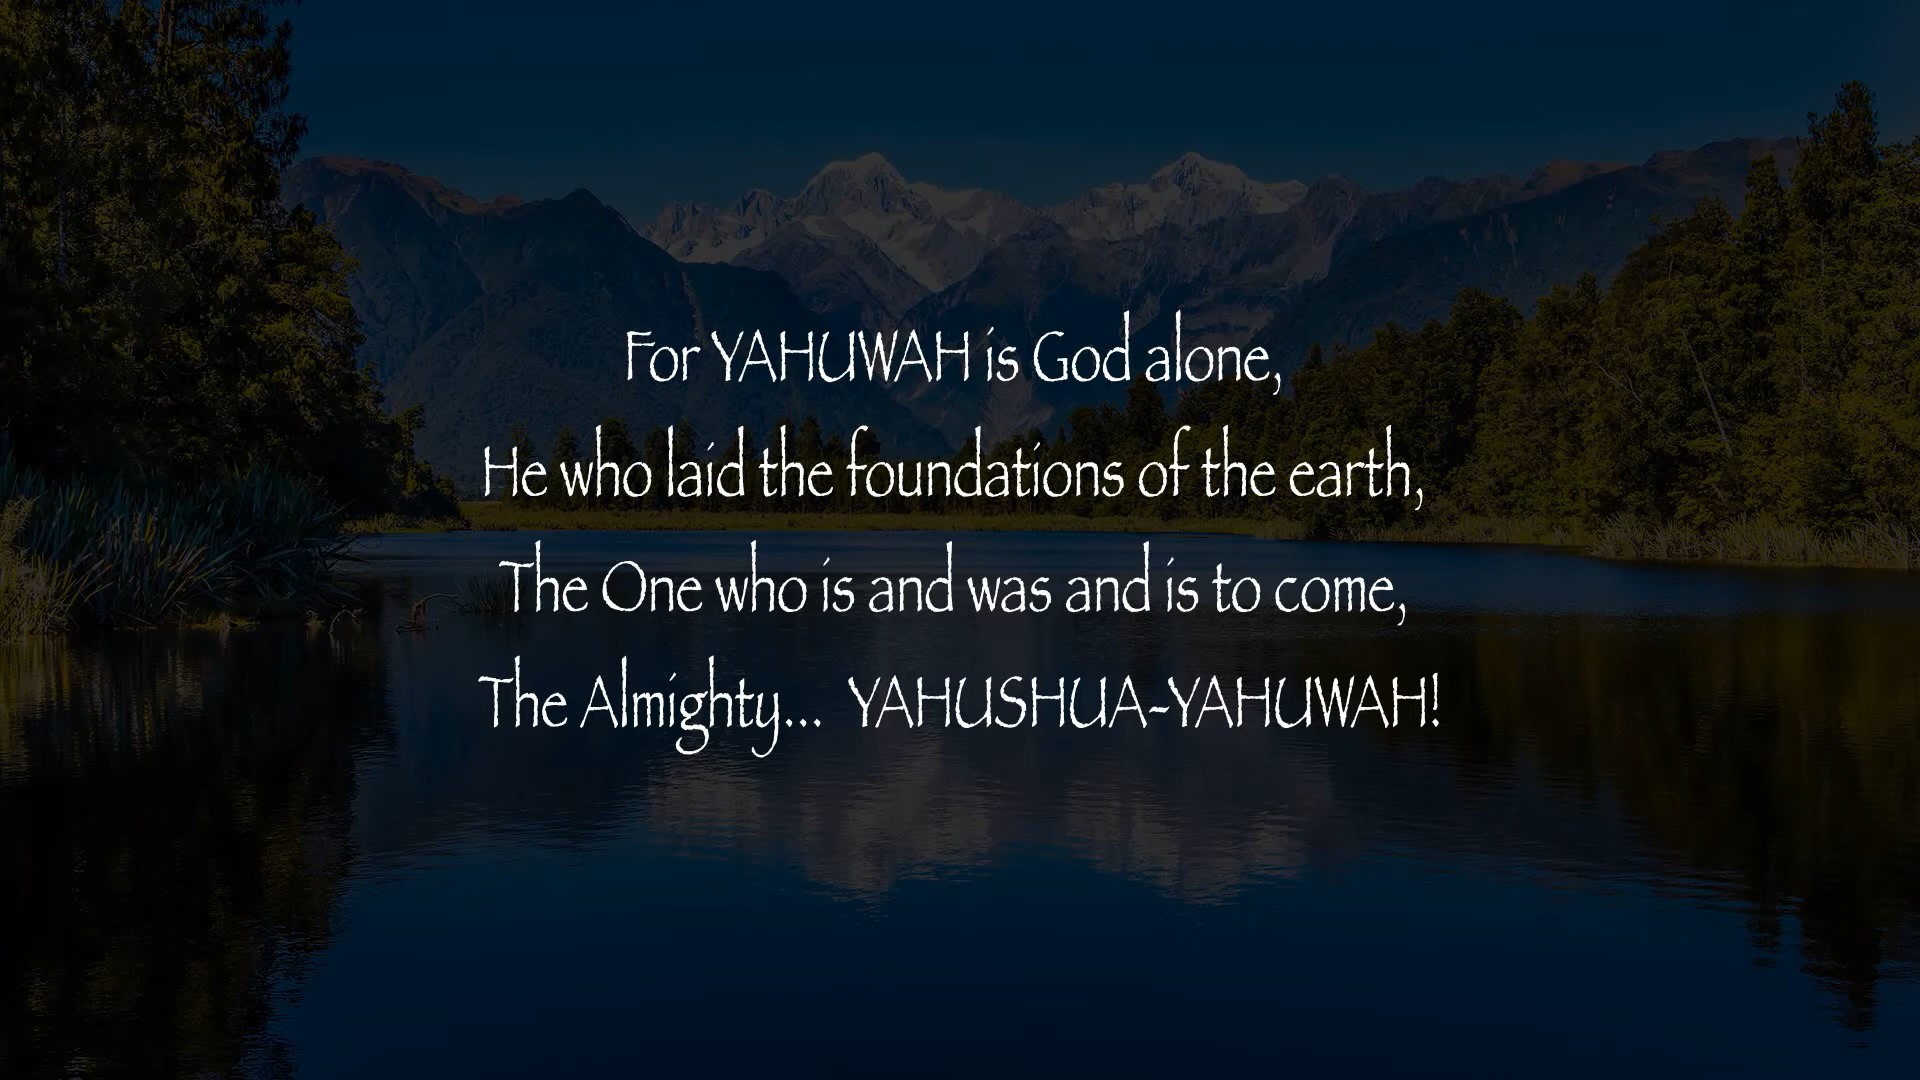 For YAHUWAH is God alone,
He who laid the foundations of the earth,
The One who is and was and is to come,
The Almighty... YAHUSHUA-YAHUWAH!